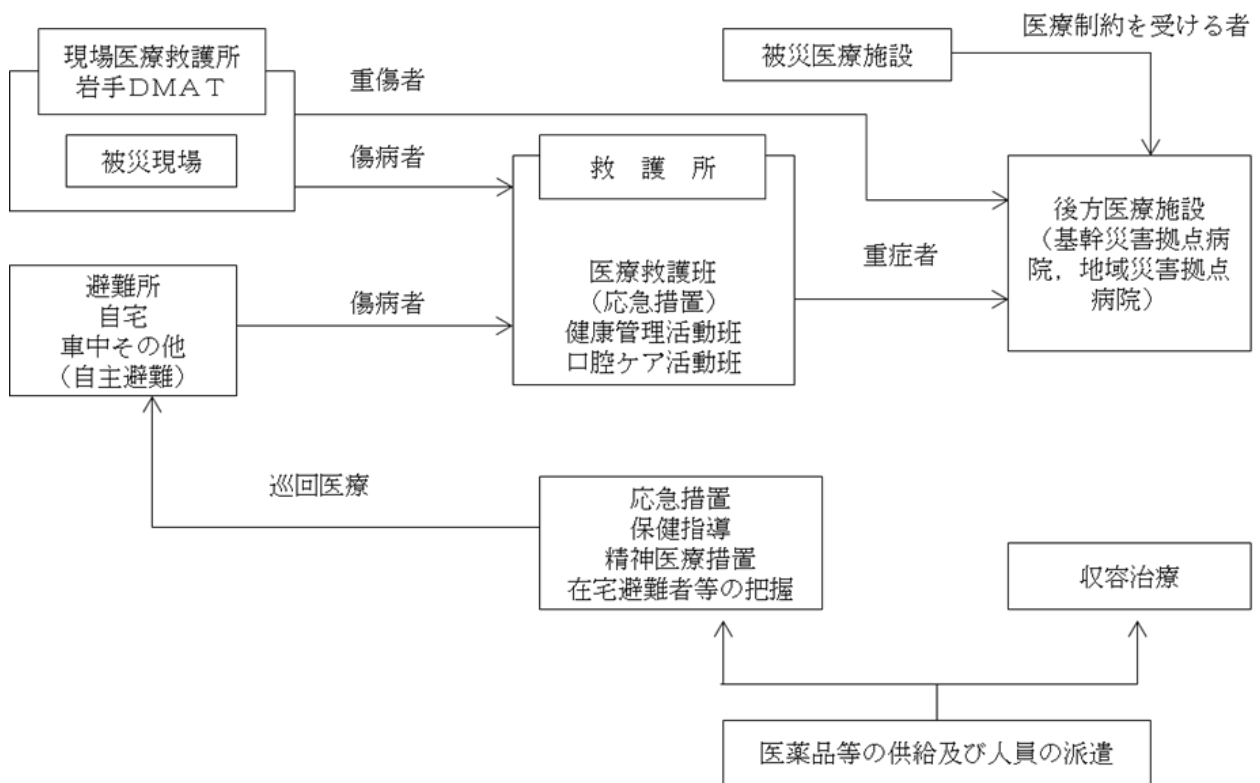 医療制約を受ける者
現場医療救護所
岩手DMAT
被災現場
重傷者
傷病者
被災医療施設
救　護　所
医療救護班
(応急措置)
健康管理活動班
口腔ケア活動班
重症者
後方医療施設
(基幹災害拠点病
院，地域災害拠点
病院)
避難所
自宅
車中その他
(自主避難)
傷病者
巡回医療
応急措置
保健指導
精神医療措置
在宅避難者等の把握
収容治療
医薬品等の供給及び人員の派遣